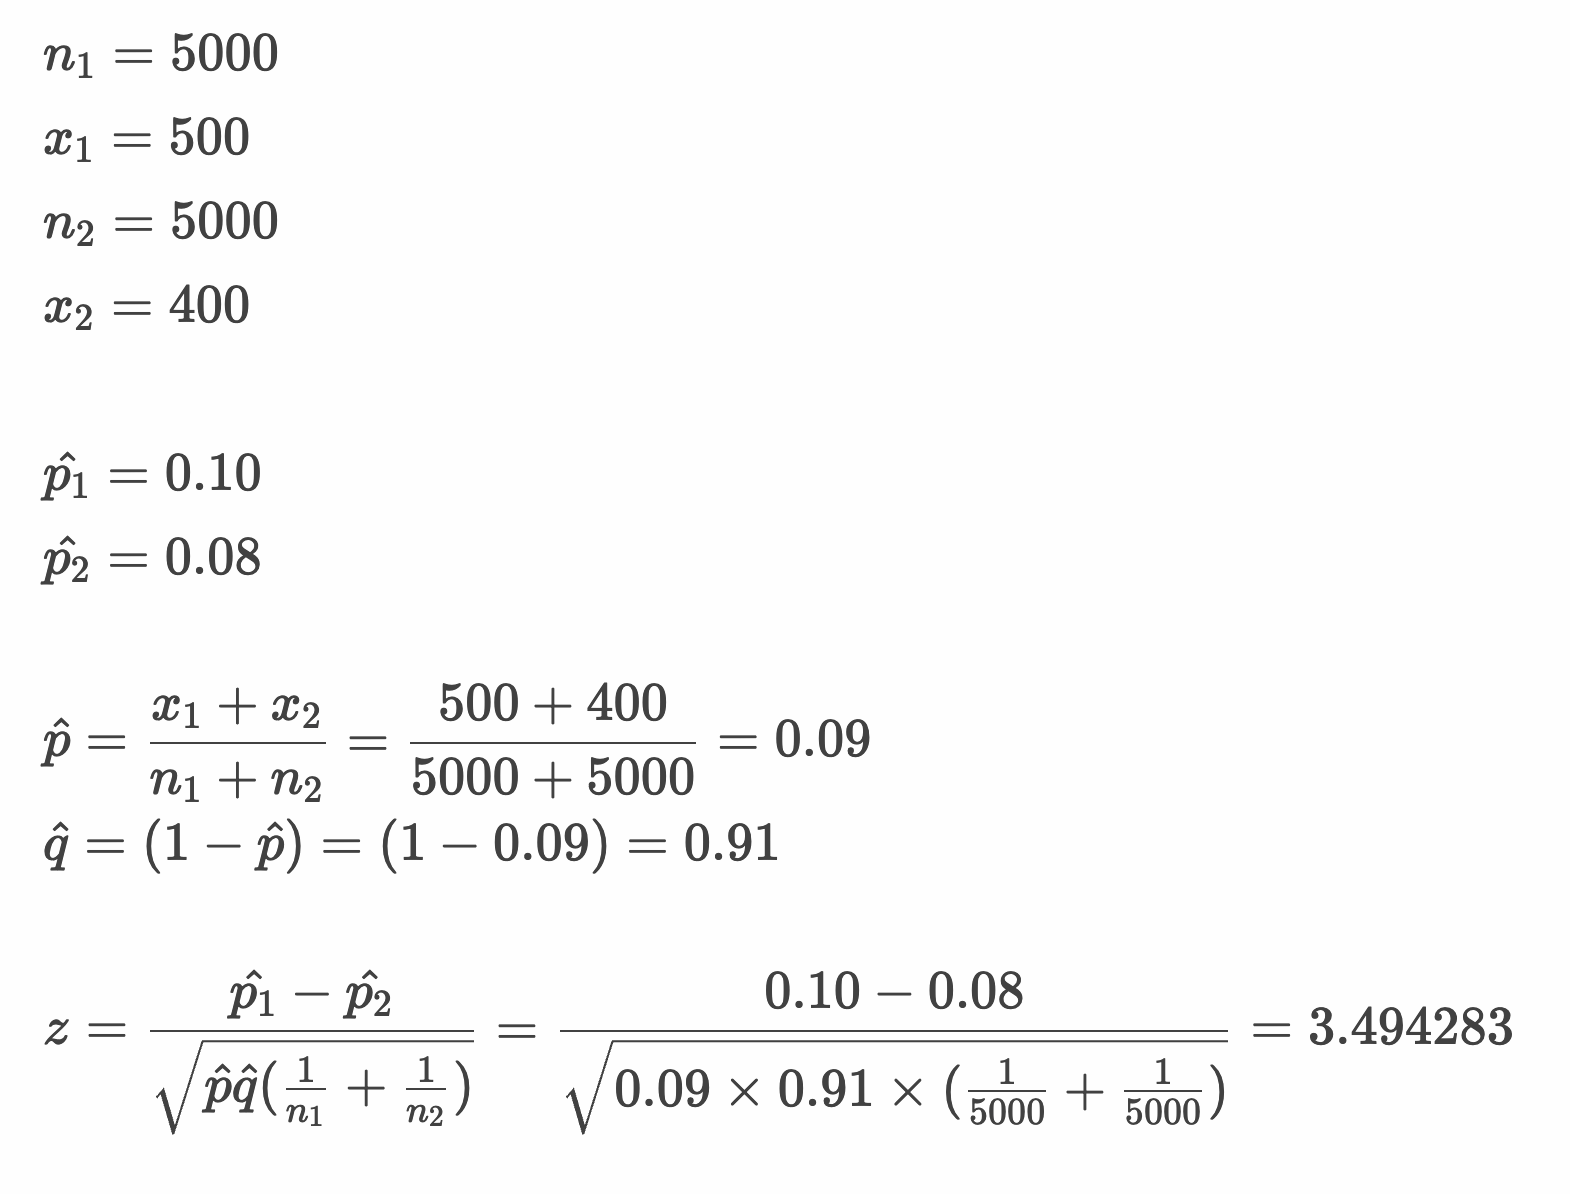 n₁ = 5000
x₁ = 500
n₂ = 5000
x₂ = 400
p̂₁ = 0.10
p̂₂ = 0.08
p̂ = (x₁ + x₂)/(n₁ + n₂) = (500 + 400)/(5000 + 5000) = 0.09
q̂ = (1 − p̂) = (1 − 0.09) = 0.91
z = (p̂₁ − p̂₂)/√(p̂q̂(1/n₁ + 1/n₂)) = (0.10 − 0.08)/√(0.09 × 0.91 × (1/5000 + 1/5000)) = 3.494283